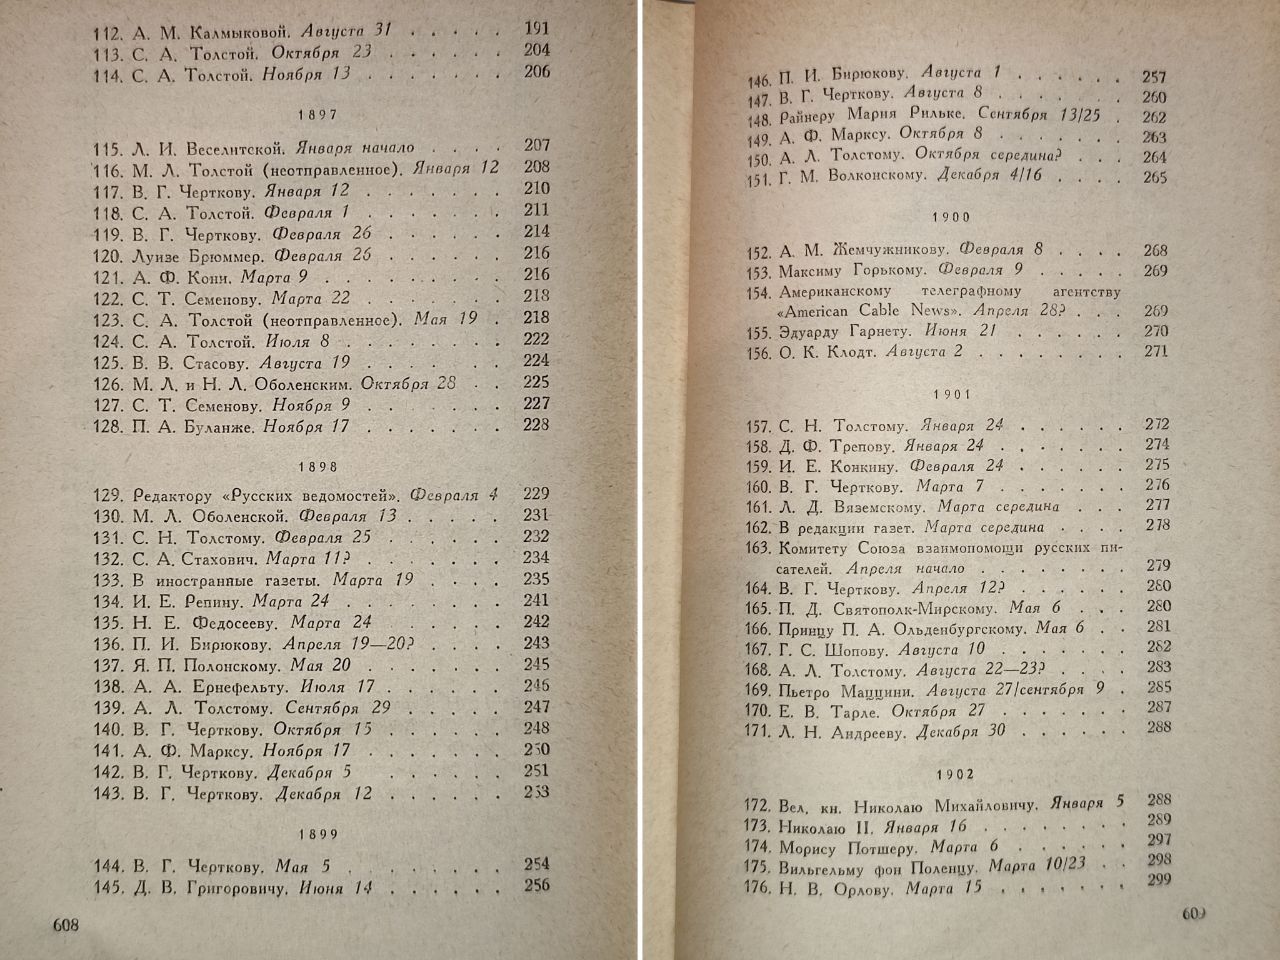 112. А. М. Калмыковой. Августа 31 . . . . . 191
113. С. А. Толстой. Октября 23 . . . . . . 204
114. С. А. Толстой. Ноября 13 . . . . . . . 206
1897
115. Л. И. Веселитской. Января начало . . . . 207
116. М. Л. Толстой (неотправленное). Января 12 208
117. В. Г. Черткову. Января 12 . . . . . . . 210
118. С. А. Толстой. Февраля 1 . . . . . . . 211
119. В. Г. Черткову. Февраля 26 . . . . . . 214
120. Луизе Брюммер. Февраля 26 . . . . . . 216
121. А. Ф. Кони. Марта 9 . . . . . . . . . 216
122. С. Т. Семенову. Марта 22 . . . . . . . 218
123. С. А. Толстой (неотправленное). Мая 19 . 218
124. С. А. Толстой. Июля 8 . . . . . . . . 222
125. В. В. Стасову. Августа 19 . . . . . . . 224
126. М. Л. и Н. Л. Оболенским. Октября 28 . . 225
127. С. Т. Семенову. Ноября 9 . . . . . . . 227
128. П. А. Буланже. Ноября 17 . . . . . . . 228
1898
129. Редактору «Русских ведомостей». Февраля 4 229
130. М. Л. Оболенской. Февраля 13 . . . . . 231
131. С. Н. Толстому. Февраля 25 . . . . . . 232
132. С. А. Стахович. Марта 11? . . . . . . . 234
133. В иностранные газеты. Марта 19 . . . . 235
134. И. Е. Репину. Марта 24 . . . . . . . . 241
135. Н. Е. Федосееву. Марта 24 . . . . . . 242
136. П. И. Бирюкову. Апреля 19—20? . . . . 243
137. Я. П. Полонскому. Мая 20 . . . . . . . 245
138. А. А. Ернефельту. Июля 17 . . . . . . 246
139. А. Л. Толстому. Сентября 29 . . . . . 247
140. В. Г. Черткову. Октября 15 . . . . . . 248
141. А. Ф. Марксу. Ноября 17 . . . . . . . 250
142. В. Г. Черткову. Декабря 5 . . . . . . 251
143. В. Г. Черткову. Декабря 12 . . . . . . 253
1899
144. В. Г. Черткову. Мая 5 . . . . . . . . 254
145. Д. В. Григоровичу. Июня 14 . . . . . . 256
608
146. П. И. Бирюкову. Августа 1 . . . . . . 257
147. В. Г. Черткову. Августа 8 . . . . . . . 260
148. Райнеру Мария Рильке. Сентября 13/25 . 262
149. А. Ф. Марксу. Октября 8 . . . . . . . 263
150. А. Л. Толстому. Октября середина? . . . 264
151. Г. М. Волконскому. Декабря 4/16 . . . . 265
1900
152. А. М. Жемчужникову. Февраля 8 . . . . 268
153. Максиму Горькому. Февраля 9 . . . . . 269
154. Американскому телеграфному агентству
«American Cable News». Апреля 28? . . . 269
155. Эдуарду Гарнету. Июня 21 . . . . . . 270
156. О. К. Клодт. Августа 2 . . . . . . . . 271
1901
157. С. Н. Толстому. Января 24 . . . . . . 272
158. Д. Ф. Трепову. Января 24 . . . . . . . 274
159. И. Е. Конкину. Февраля 24 . . . . . . 275
160. В. Г. Черткову. Марта 7 . . . . . . . 276
161. Л. Д. Вяземскому. Марта середина . . . 277
162. В редакции газет. Марта середина . . . . 278
163. Комитету Союза взаимопомощи русских пи-
сателей. Апреля начало . . . . . . . . 279
164. В. Г. Черткову. Апреля 12? . . . . . . 280
165. П. Д. Святополк-Мирскому. Мая 6 . . . 280
166. Принцу П. А. Ольденбургскому. Мая 6 . . 281
167. Г. С. Шопову. Августа 10 . . . . . . . 282
168. А. Л. Толстому. Августа 22—23? . . . . 283
169. Пьетро Маццини. Августа 27/сентября 9 . 285
170. Е. В. Тарле. Октября 27 . . . . . . . 287
171. Л. Н. Андрееву. Декабря 30 . . . . . . 288
1902
172. Вел. кн. Николаю Михайловичу. Января 5 288
173. Николаю II. Января 16 . . . . . . . . 289
174. Морису Потшеру. Марта 6 . . . . . . . 297
175. Вильгельму фон Поленцу. Марта 10/23 . . 298
176. Н. В. Орлову. Марта 15 . . . . . . . 299
609